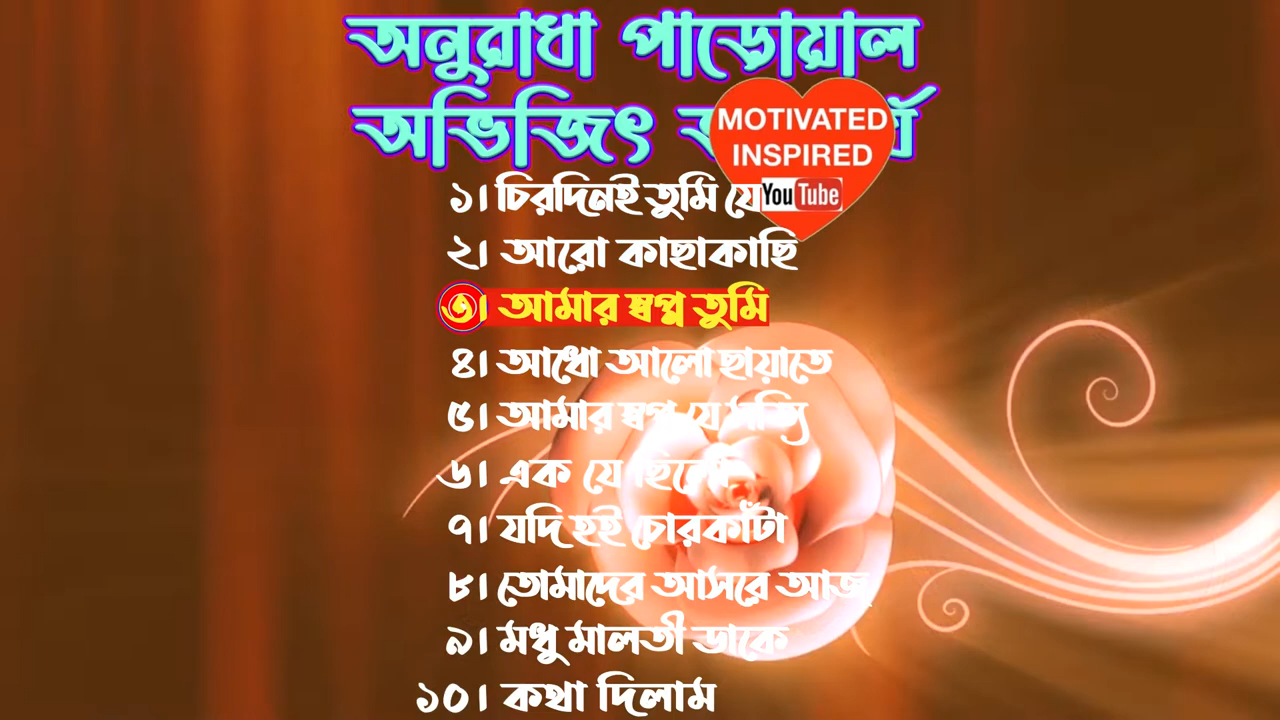 অনুরাধা পাডোয়াল
অভিজিৎ
MOTIVATED
INSPIRED
YouTube
১। চিরদিনই তুমি যে
২। আরো কাছাকাছি
৩। আমার স্বপ্ন তুমি
৪। আধো আলো ছায়াতে
৫। আমার স্বপ্ন যে সত্যি
৬। এক যে ছিলো
৭। যদি হই চোরকাঁটা
৮। তোমাদের আসরে আজ
৯। মধু মালতী ডাকে
১০। কথা দিলাম